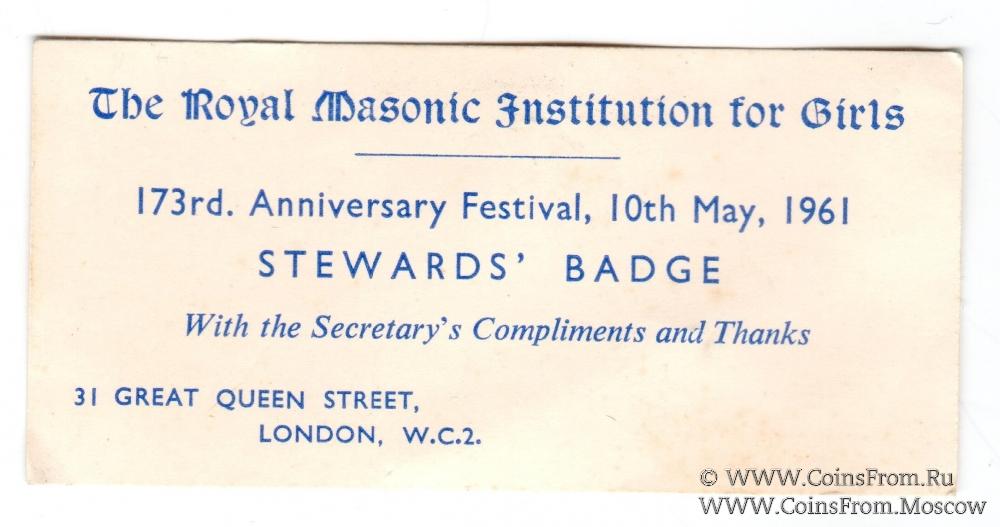 The Royal Masonic Institution for Girls
173rd. Anniversary Festival, 10th May, 1961
STEWARDS' BADGE
With the Secretary's Compliments and Thanks
31 GREAT QUEEN STREET,
LONDON, W.C.2.
© WWW.COINSFROM.RU
WWW.COINSFROM.MOSCOW